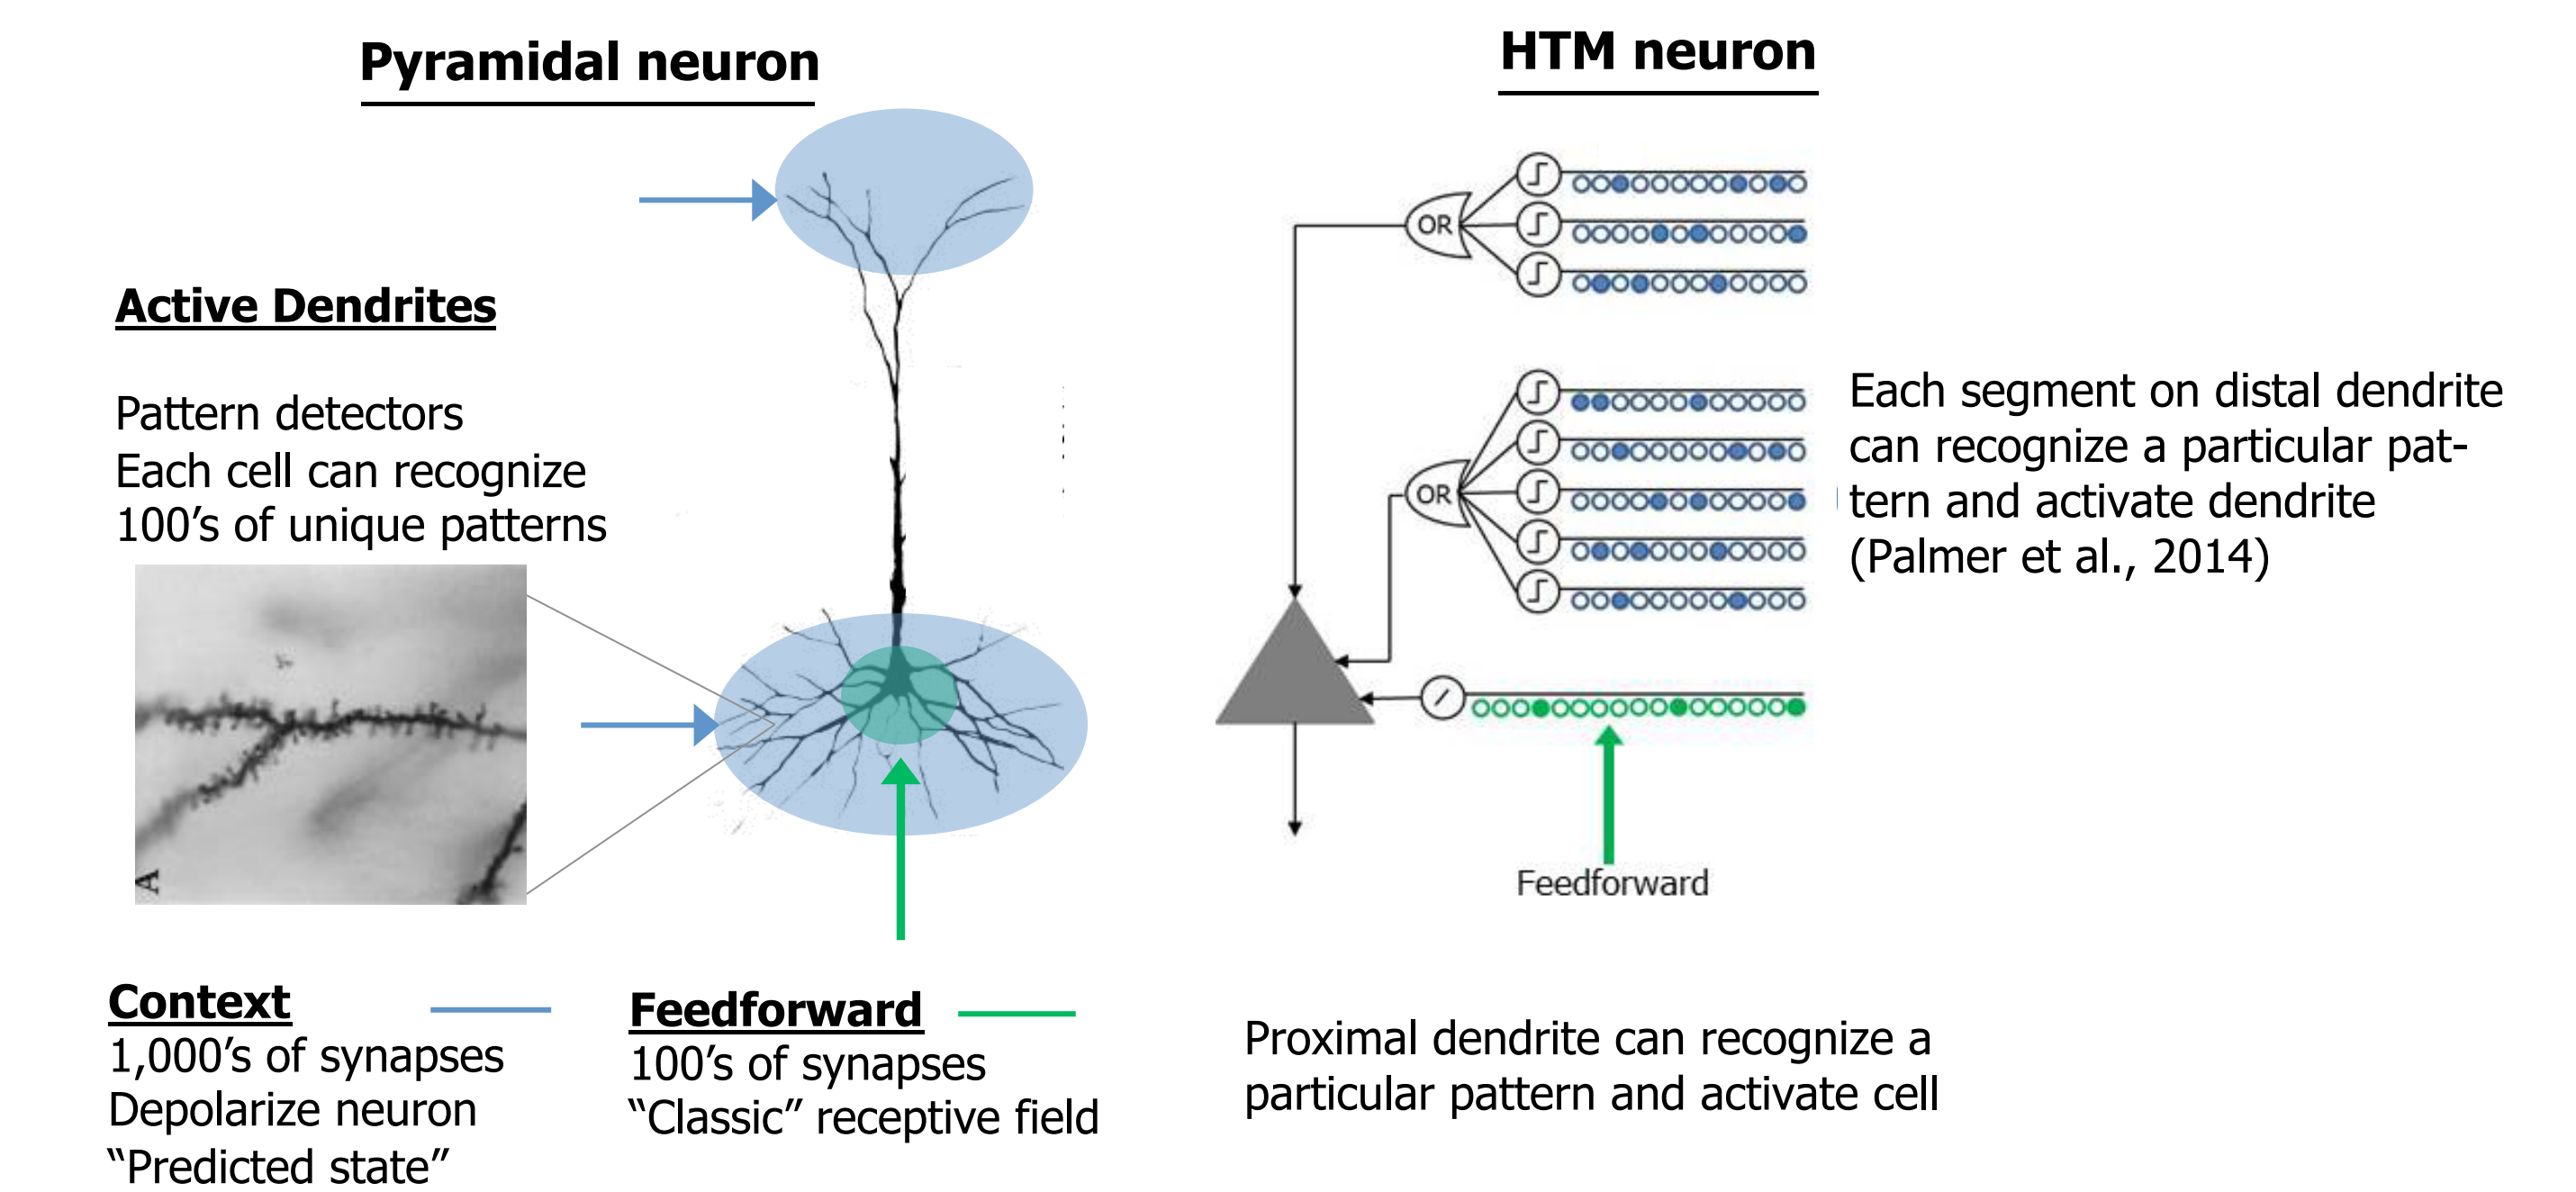 Pyramidal neuron
HTM neuron
Active Dendrites
Pattern detectors
Each cell can recognize
100’s of unique patterns
A
Context
1,000’s of synapses
Depolarize neuron
“Predicted state”
Feedforward
100’s of synapses
“Classic” receptive field
OR
OR
Feedforward
Each segment on distal dendrite
can recognize a particular pat-
tern and activate dendrite
(Palmer et al., 2014)
Proximal dendrite can recognize a
particular pattern and activate cell